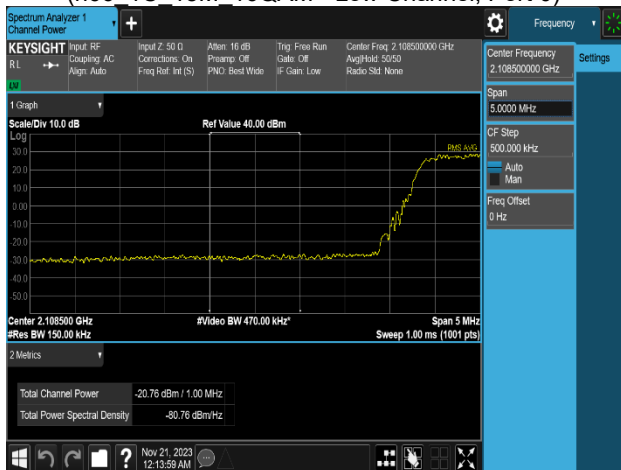 Spectrum Analyzer 1
Channel Power
+
Frequency
KEYSIGHT
RL
LW
Input: RF
Coupling: AC
Align: Auto
Input Z: 50 Ω
Corrections: On
Freq Ref: Int (S)
Atten: 16 dB
Preamp: Off
PNO: Best Wide
Trig: Free Run
Gate: Off
IF Gain: Low
Center Freq: 2.108500000 GHz
Avg|Hold: 50/50
Radio Std: None
Center Frequency
2.108500000 GHz
Settings
Span
5.0000 MHz
CF Step
500.000 kHz
Auto
Man
Freq Offset
0 Hz
1 Graph
Scale/Div 10.0 dB
Ref Value 40.00 dBm
Log
RMS AVG
30.0
20.0
10.0
0.00
-10.0
-20.0
-30.0
-40.0
-50.0
Center 2.108500 GHz
#Video BW 470.00 kHz*
Span 5 MHz
#Res BW 150.00 kHz
Sweep 1.00 ms (1001 pts)
2 Metrics
Total Channel Power -20.76 dBm / 1.00 MHz
Total Power Spectral Density -80.76 dBm/Hz
?
Nov 21, 2023
12:13:59 AM